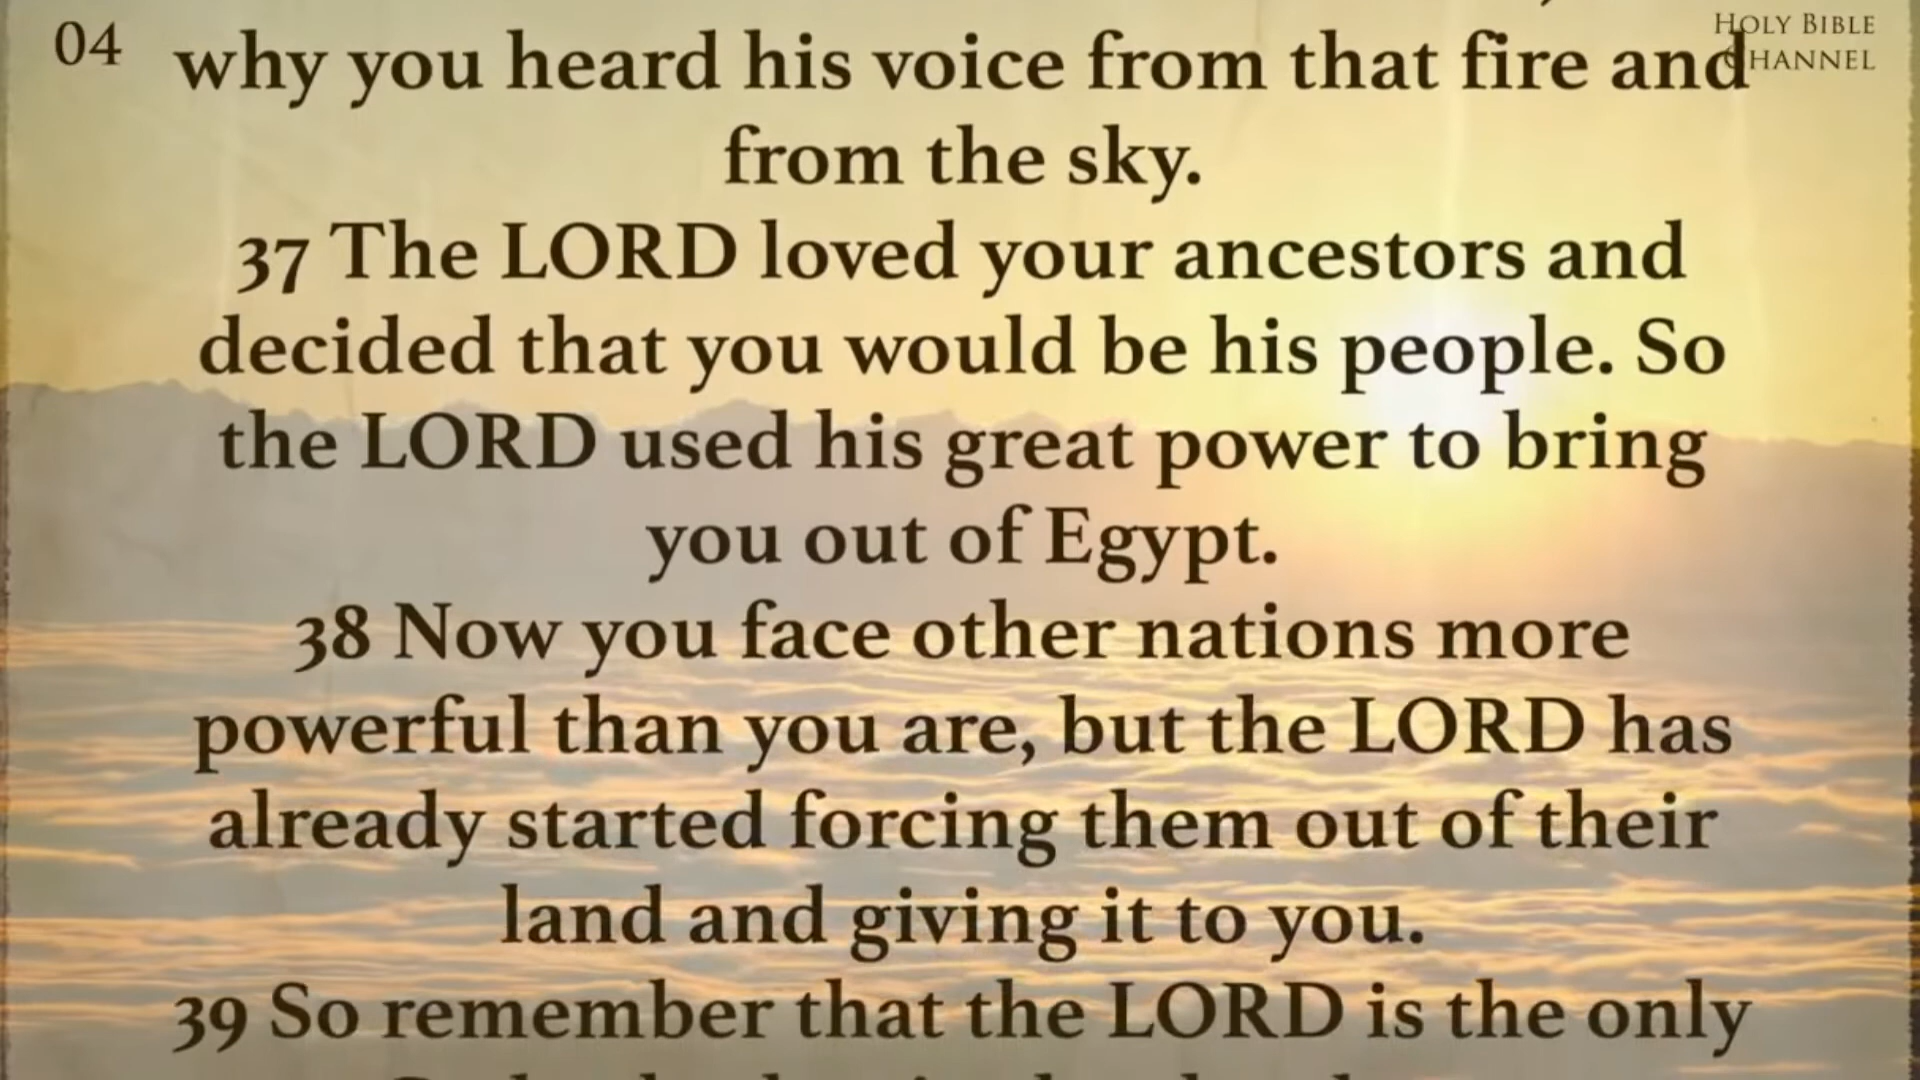 04
HOLY BIBLE
CHANNEL
why you heard his voice from that fire and
from the sky.
37 The LORD loved your ancestors and
decided that you would be his people. So
the LORD used his great power to bring
you out of Egypt.
38 Now you face other nations more
powerful than you are, but the LORD has
already started forcing them out of their
land and giving it to you.
39 So remember that the LORD is the only